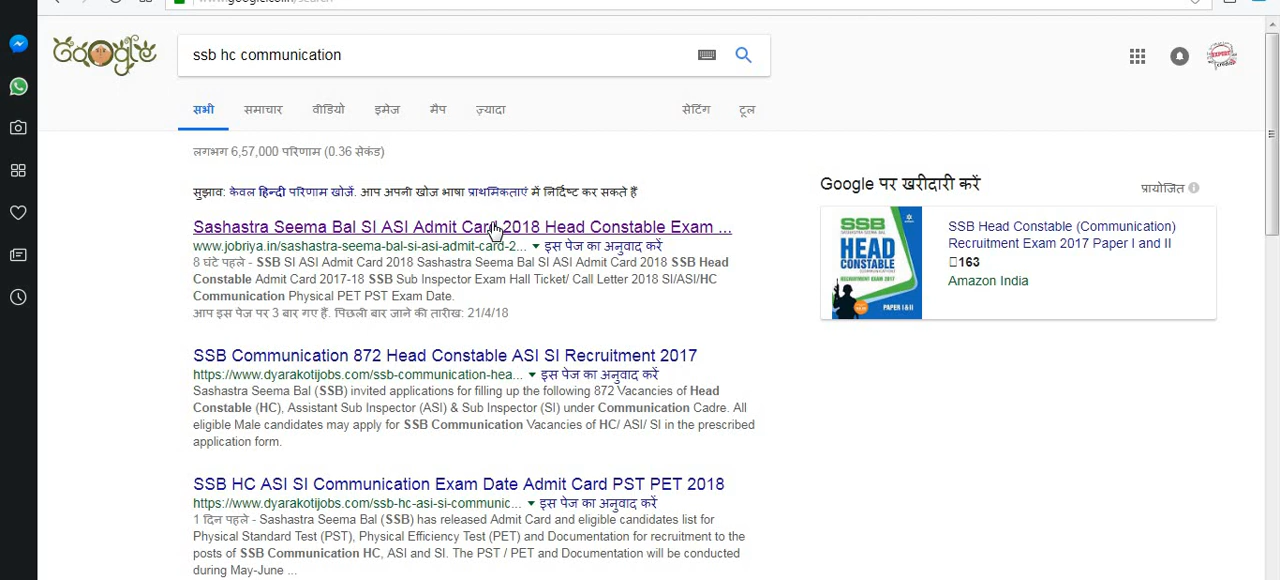 Google
ssb hc communication
सभी समाचार वीडियो इमेज मैप ज़्यादा सेटिंग टूल
लगभग 6,57,000 परिणाम (0.36 सेकंड)
सुझाव: केवल हिन्दी परिणाम खोजें. आप अपनी खोज भाषा प्राथमिकताएं में निर्दिष्ट कर सकते हैं
Sashastra Seema Bal SI ASI Admit Card 2018 Head Constable Exam ...
www.jobriya.in/sashastra-seema-bal-si-asi-admit-card-2... इस पेज का अनुवाद करें
8 घंटे पहले - SSB SI ASI Admit Card 2018 Sashastra Seema Bal SI ASI Admit Card 2018 SSB Head
Constable Admit Card 2017-18 SSB Sub Inspector Exam Hall Ticket/ Call Letter 2018 SI/ASI/HC
Communication Physical PET PST Exam Date.
आप इस पेज पर 3 बार गए हैं. पिछली बार जाने की तारीख: 21/4/18
SSB Communication 872 Head Constable ASI SI Recruitment 2017
https://www.dyarakotijobs.com/ssb-communication-hea... इस पेज का अनुवाद करें
Sashastra Seema Bal (SSB) invited applications for filling up the following 872 Vacancies of Head
Constable (HC), Assistant Sub Inspector (ASI) & Sub Inspector (SI) under Communication Cadre. All
eligible Male candidates may apply for SSB Communication Vacancies of HC/ ASI/ SI in the prescribed
application form.
SSB HC ASI SI Communication Exam Date Admit Card PST PET 2018
https://www.dyarakotijobs.com/ssb-hc-asi-si-communic... इस पेज का अनुवाद करें
1 दिन पहले - Sashastra Seema Bal (SSB) has released Admit Card and eligible candidates list for
Physical Standard Test (PST), Physical Efficiency Test (PET) and Documentation for recruitment to the
posts of SSB Communication HC, ASI and SI. The PST / PET and Documentation will be conducted
during May-June ...
Google पर खरीदारी करें
प्रायोजित
SSB
HEAD
CONSTABLE
RECRUITMENT EXAM 2017
PAPER I & II
SSB Head Constable (Communication)
Recruitment Exam 2017 Paper I and II
163
Amazon India